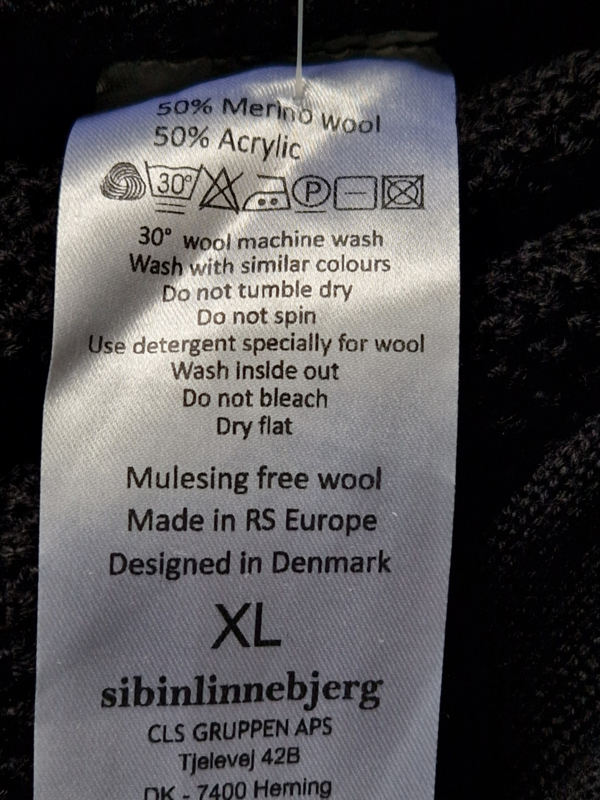 50% Merino wool
50% Acrylic
30° P
30° wool machine wash
Wash with similar colours
Do not tumble dry
Do not spin
Use detergent specially for wool
Wash inside out
Do not bleach
Dry flat
Mulesing free wool
Made in RS Europe
Designed in Denmark
XL
sibinlinnebjerg
CLS GRUPPEN APS
Tjelevej 42B
DK - 7400 Herning